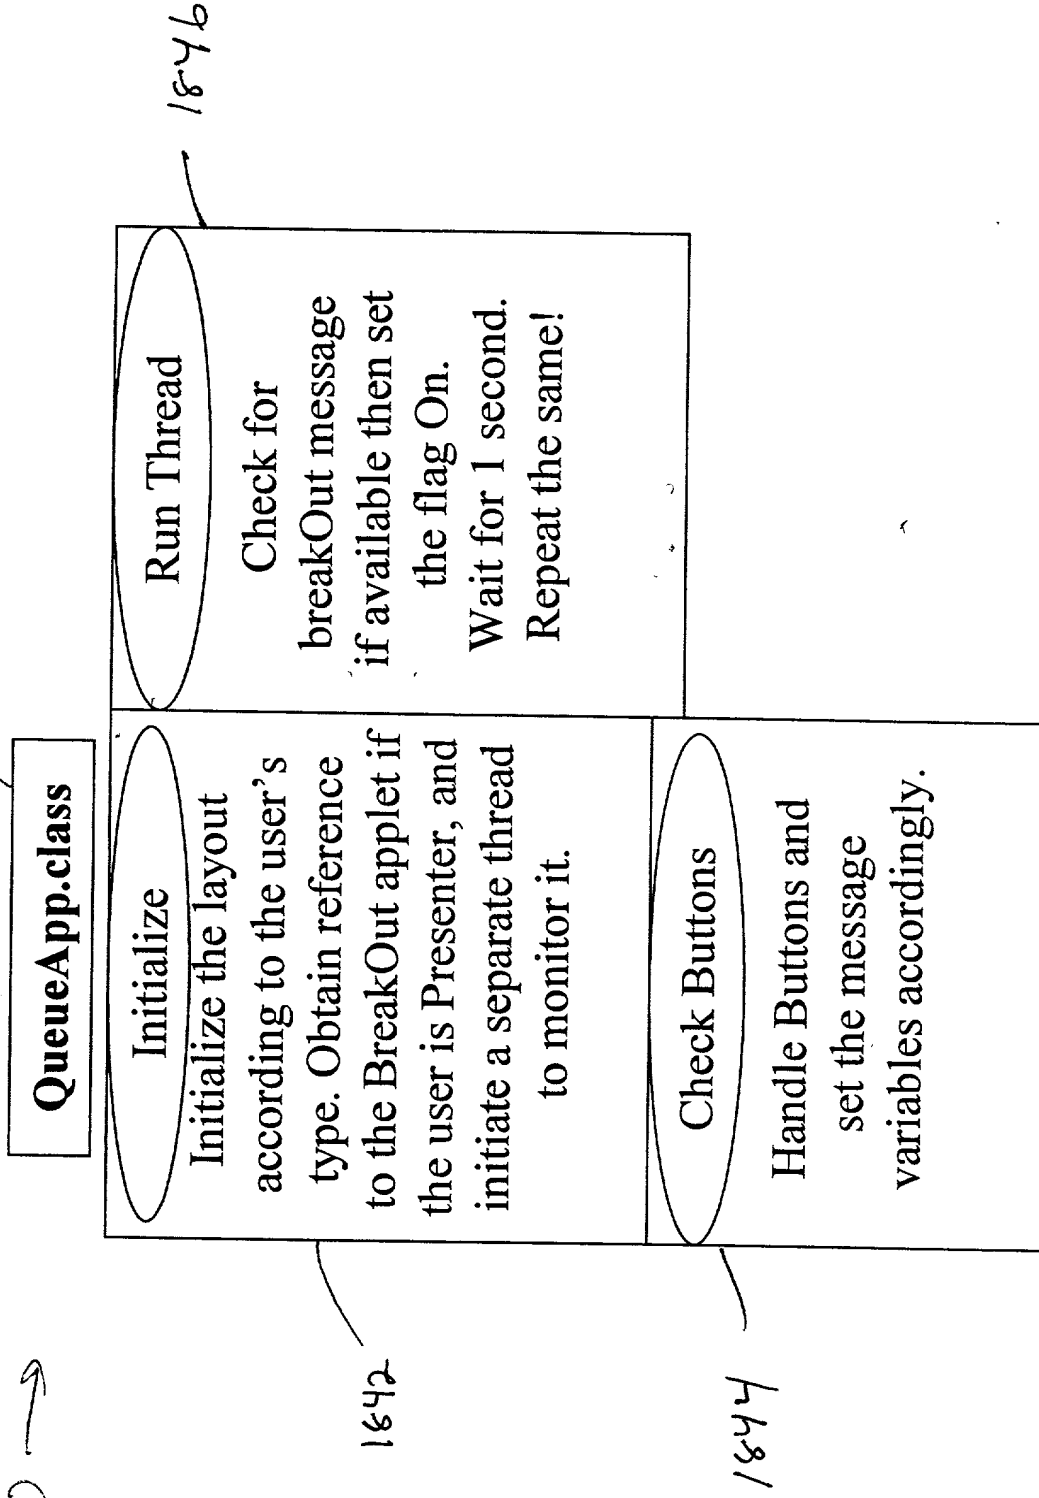 QueueApp.class
Initialize
Initialize the layout
according to the user's
type. Obtain reference
to the BreakOut applet if
the user is Presenter, and
initiate a separate thread
to monitor it.
1842
Run Thread
Check for
breakOut message
if available then set
the flag On.
Wait for 1 second.
Repeat the same!
1846
Check Buttons
Handle Buttons and
set the message
variables accordingly.
1844